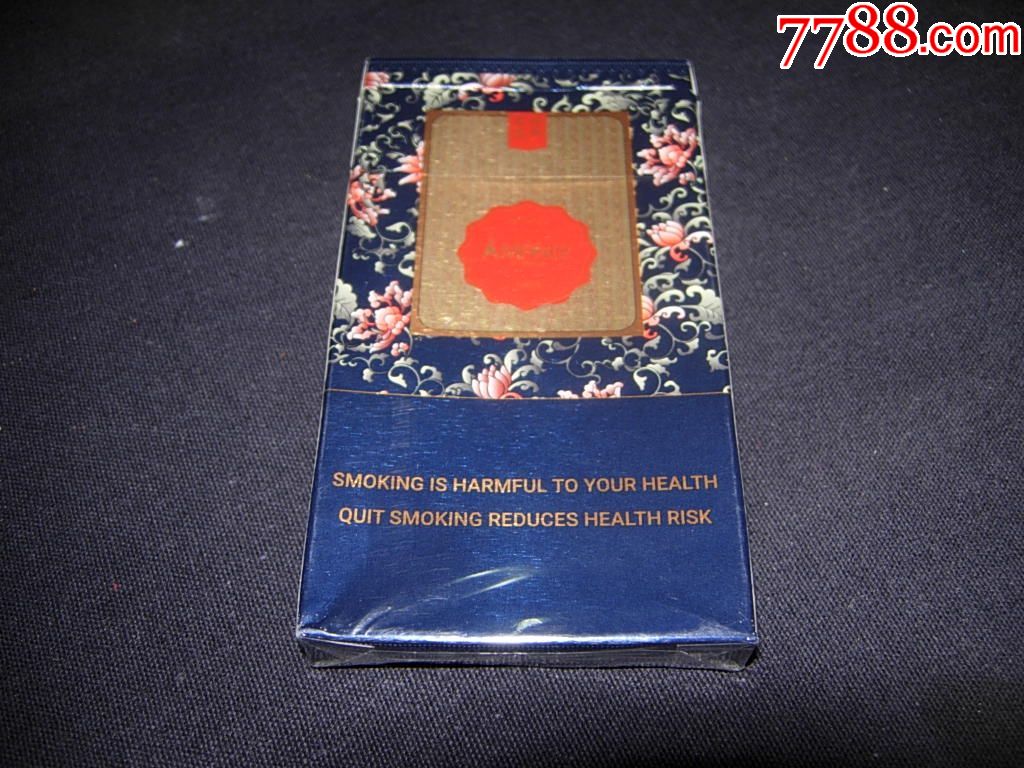 7788.com
SMOKING IS HARMFUL TO YOUR HEALTH
QUIT SMOKING REDUCES HEALTH RISK